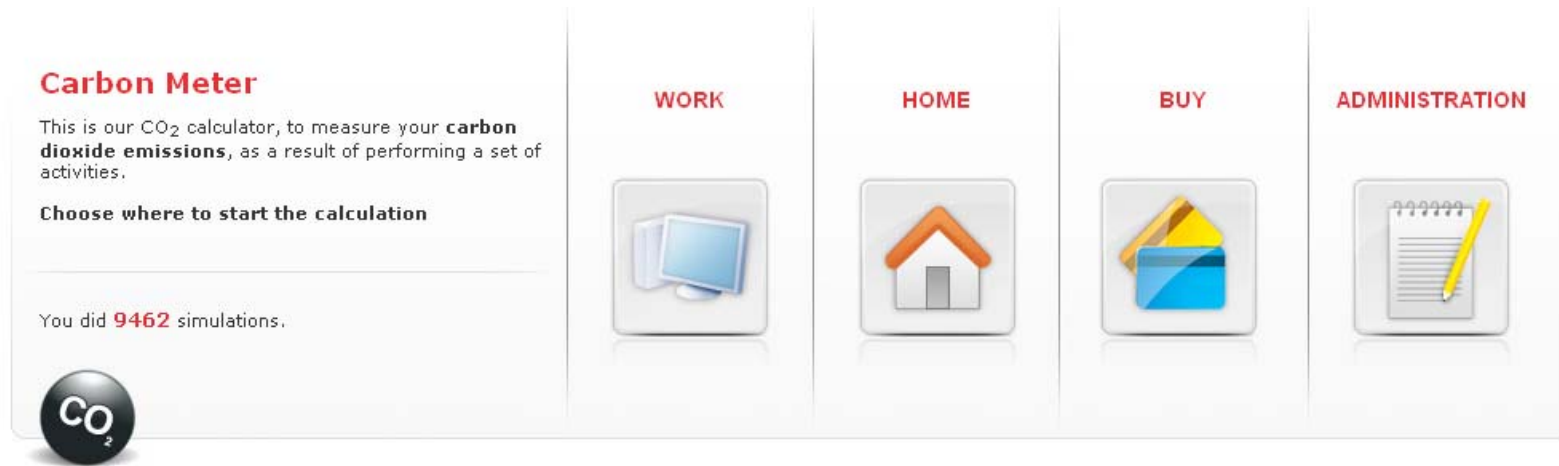 Carbon Meter
This is our CO₂ calculator, to measure your carbon
dioxide emissions, as a result of performing a set of
activities.
Choose where to start the calculation
You did 9462 simulations.
CO₂
WORK
HOME
BUY
ADMINISTRATION